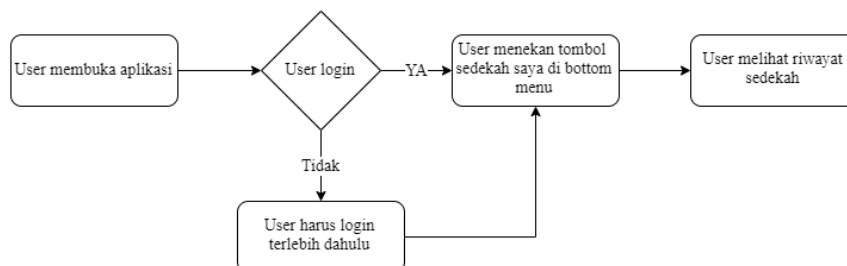 User membuka aplikasi
User login
YA
User menekan tombol
sedekah saya di bottom
menu
User melihat riwayat
sedekah
Tidak
User harus login
terlebih dahulu